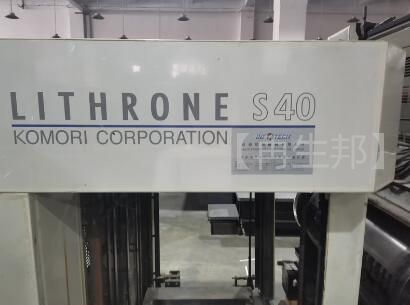 LITHRONE S40
KOMORI CORPORATION
【再生邦】